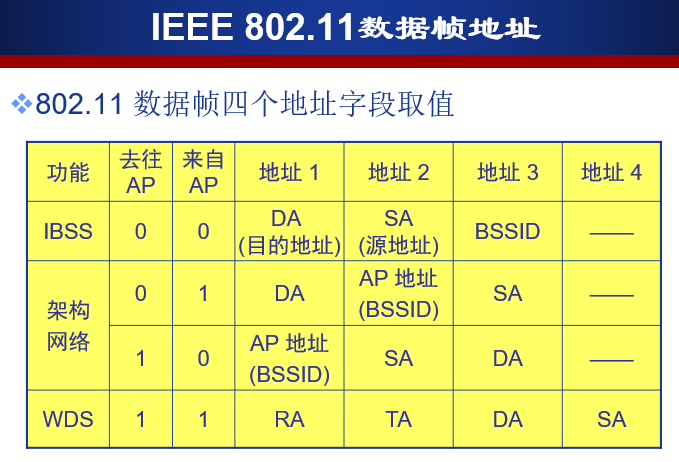 IEEE 802.11数据帧地址
❖802.11 数据帧四个地址字段取值
功能 去往 AP 来自 AP 地址 1 地址 2 地址 3 地址 4
IBSS 0 0 DA (目的地址) SA (源地址) BSSID ——
架构网络 0 1 DA AP 地址 (BSSID) SA ——
1 0 AP 地址 (BSSID) SA DA ——
WDS 1 1 RA TA DA SA